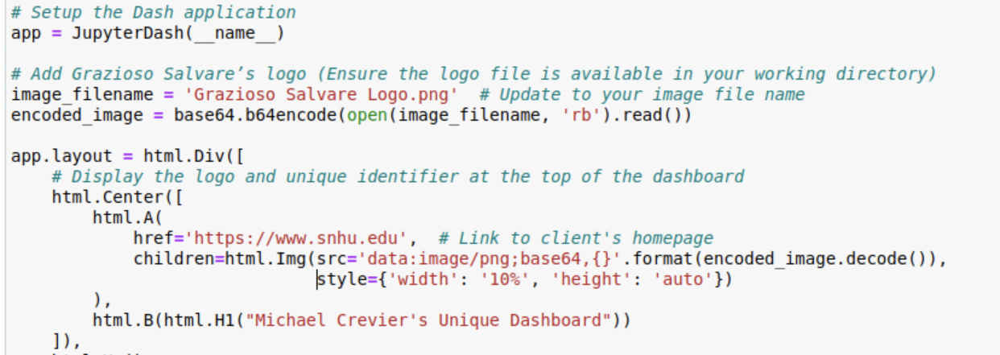 # Setup the Dash application
app = JupyterDash(__name__)

# Add Grazioso Salvare’s logo (Ensure the logo file is available in your working directory)
image_filename = 'Grazioso Salvare Logo.png'  # Update to your image file name
encoded_image = base64.b64encode(open(image_filename, 'rb').read())

app.layout = html.Div([
    # Display the logo and unique identifier at the top of the dashboard
    html.Center([
        html.A(
            href='https://www.snhu.edu',  # Link to client's homepage
            children=html.Img(src='data:image/png;base64,{}'.format(encoded_image.decode()),
                              style={'width': '10%', 'height': 'auto'})
        ),
        html.B(html.H1("Michael Crevier's Unique Dashboard"))
    ]),